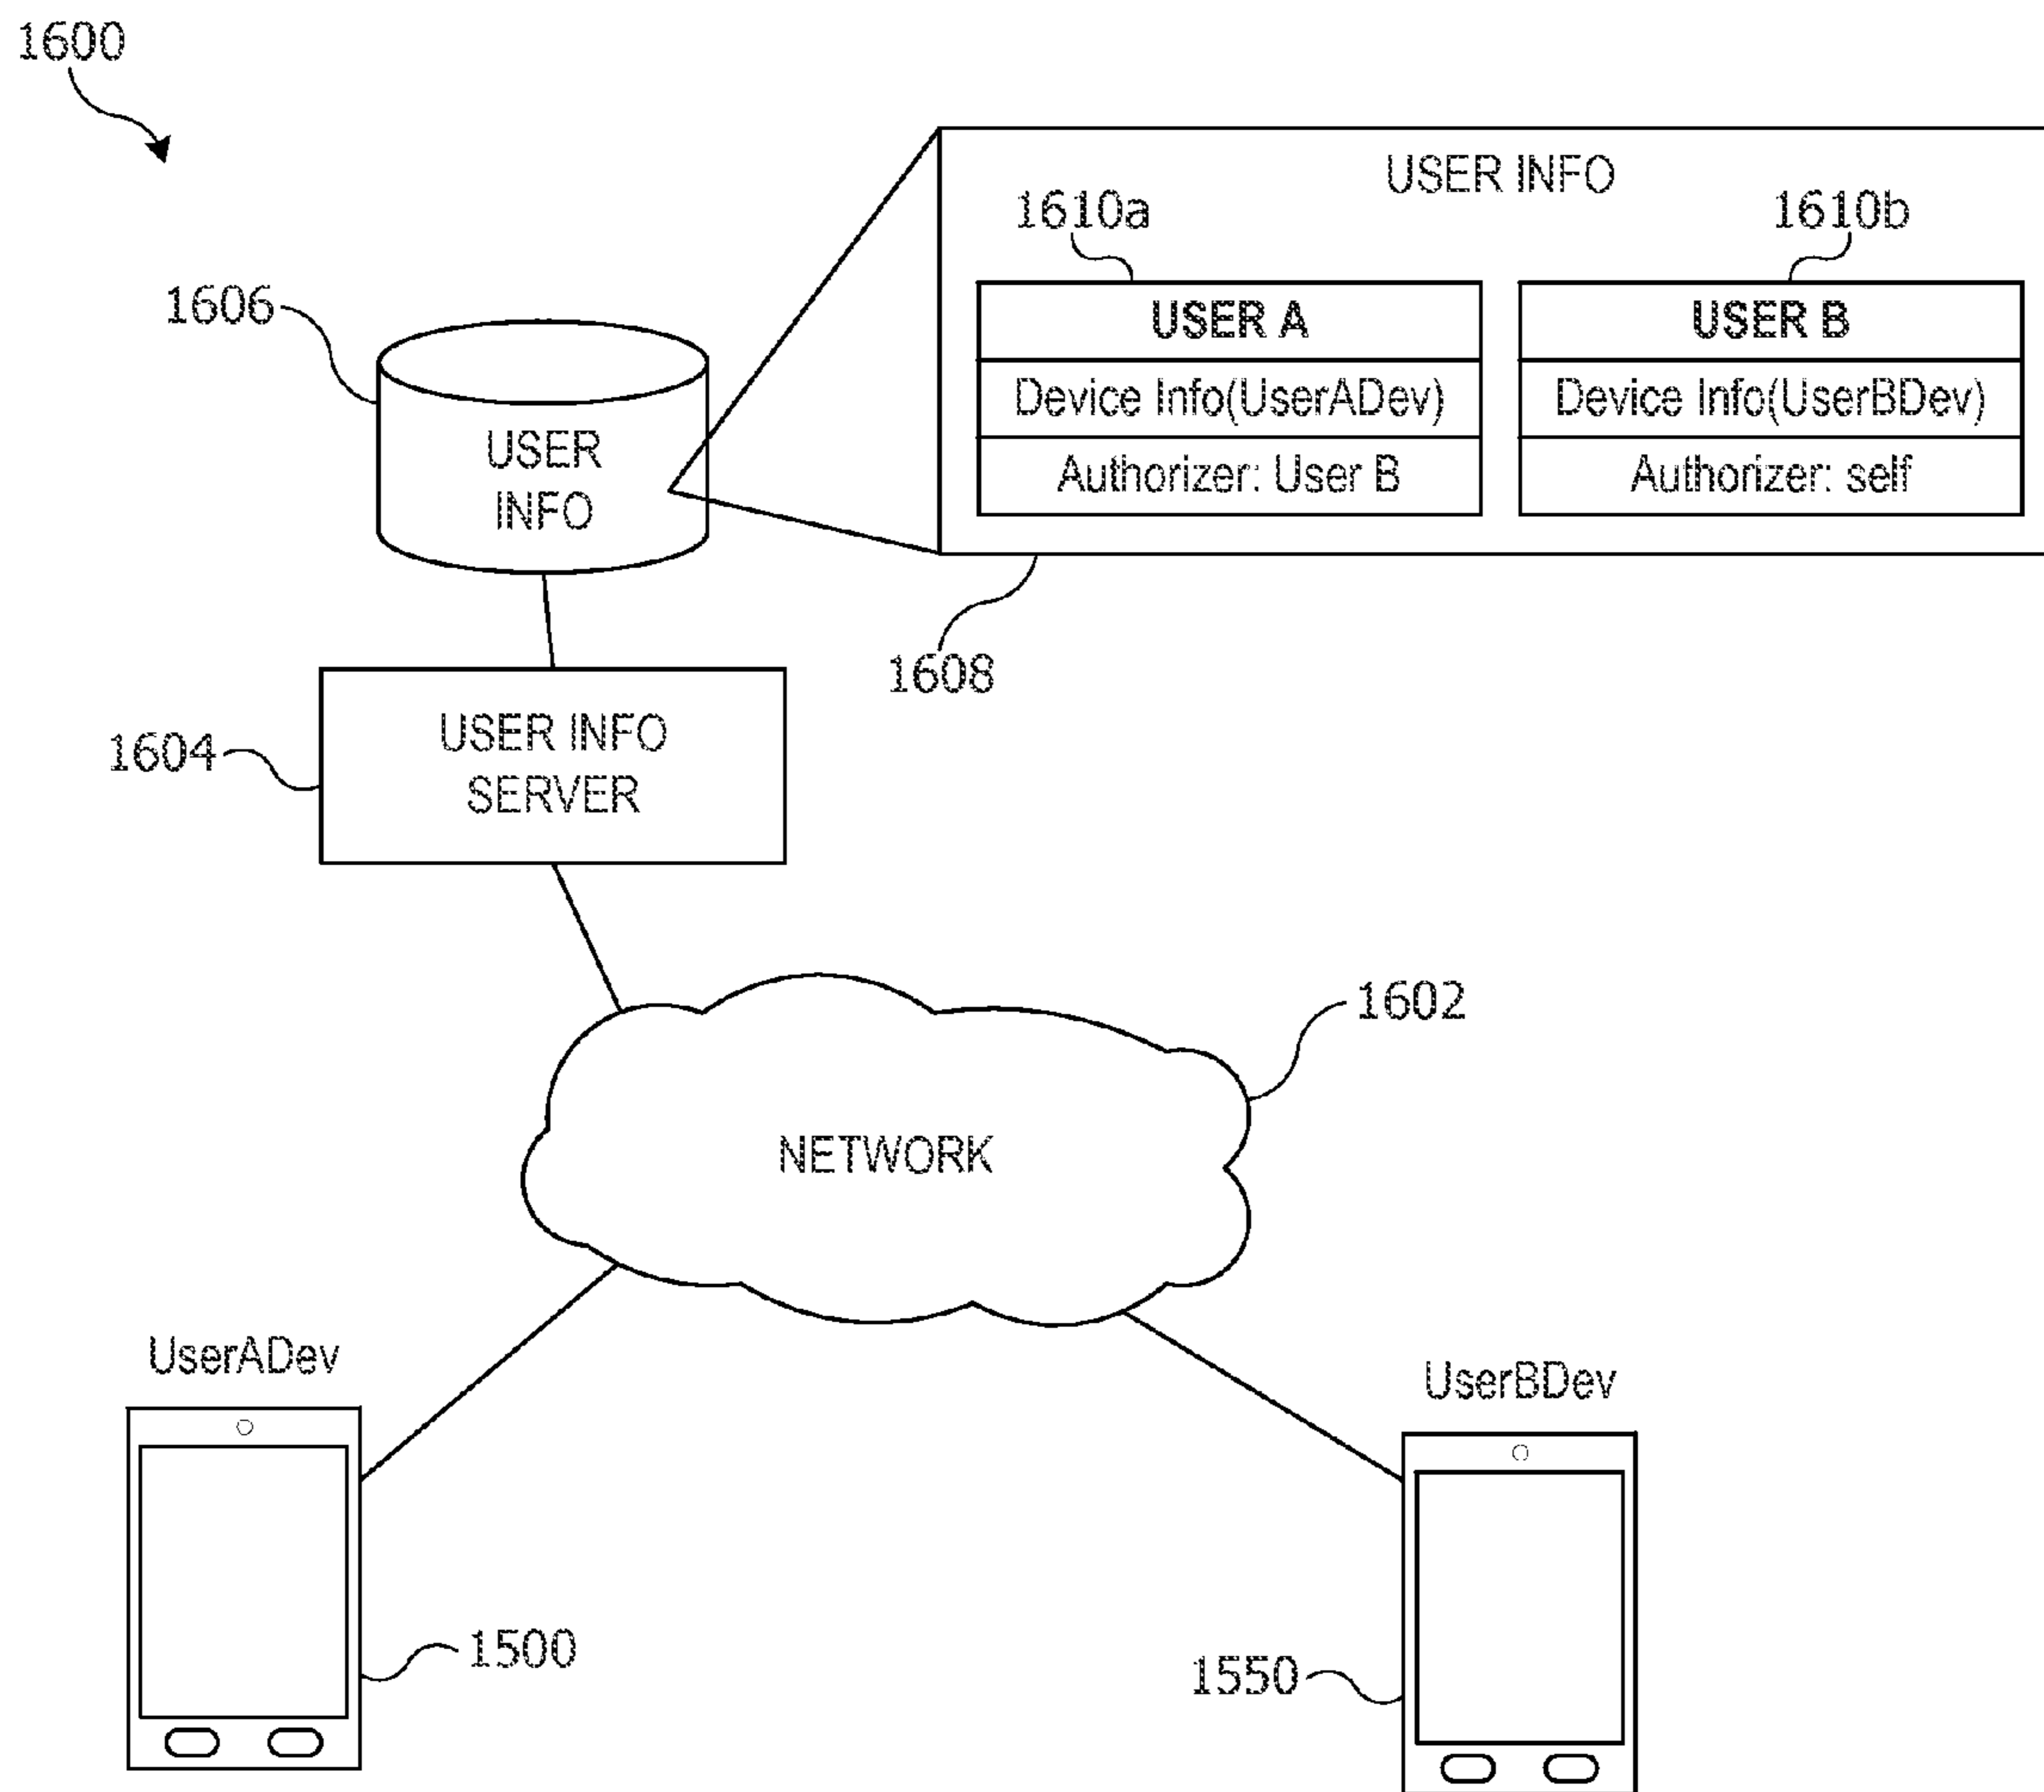 1600
USER INFO
1610a
1610b
1606
USER A
USER B
Device Info(UserADev)
Device Info(UserBDev)
Authorizer: User B
Authorizer: self
USER
INFO
1608
1604
USER INFO
SERVER
1602
NETWORK
UserADev
UserBDev
1500
1550